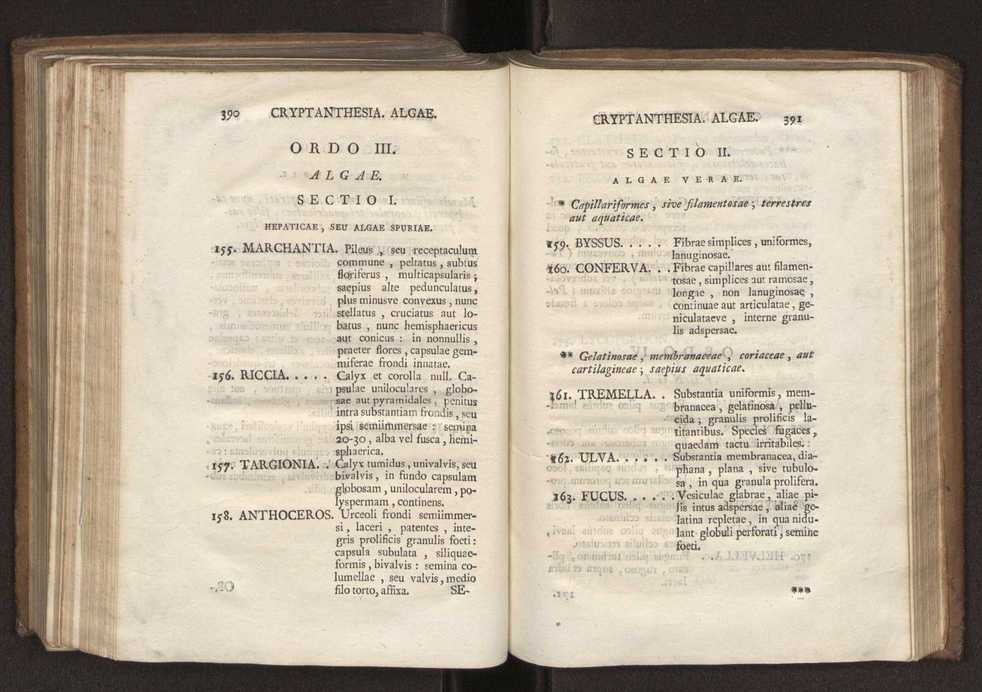 390 CRYPTANTHESIA. ALGAE.
ORDO III.
ALGAE.
SECTIO I.
HEPATICAE, SEU ALGAE SPURIAE.
155. MARCHANTIA. Pileus, seu receptaculum
commune, peltatus, subtus
floriferus, multicapsularis;
saepius alte pedunculatus,
plus minusve convexus, nunc
stellatus, cruciatus aut lo-
batus, nunc hemisphaericus
aut conicus: in nonnullis,
praeter flores, capsulae gem-
miferae frondi innatae.
156. RICCIA. . . . . Calyx et corolla null. Ca-
psulae uniloculares, globo-
sae aut pyramidales, penitus
intra substantiam frondis, seu
ipsi semiimmersae: semina
20-30, alba vel fusca, hemi-
sphaerica.
157. TARGIONIA. . Calyx tumidus, univalvis, seu
bivalvis, in fundo capsulam
globosam, unilocularem, po-
lyspermam, continens.
158. ANTHOCEROS. Urceoli frondi semiimmer-
si, laceri, patentes, inte-
gris prolificis granulis foeti:
capsula subulata, siliquae-
formis, bivalvis: semina co-
lumellae, seu valvis, medio
filo torto, affixa. SE-
CRYPTANTHESIA. ALGAE. 391
SECTIO II.
ALGAE VERAE.
* Capillariformes, sive filamentosae; terrestres
aut aquaticae.
159. BYSSUS. . . . . Fibrae simplices, uniformes,
lanuginosae.
160. CONFERVA. . . Fibrae capillares aut filamen-
tosae, simplices aut ramosae,
longae, non lanuginosae,
continuae aut articulatae, ge-
niculataeve, interne granu-
lis adspersae.
** Gelatinosae, membranaceae, coriaceae, aut
cartilagineae; saepius aquaticae.
161. TREMELLA. . Substantia uniformis, mem-
branacea, gelatinosa, pellu-
cida; granulis prolificis la-
titantibus. Species fugaces,
quaedam tactu irritabiles.
162. ULVA. . . . . . Substantia membranacea, dia-
phana, plana, sive tubulo-
sa, in qua granula prolifera.
163. FUCUS. . . . . . Vesiculae glabrae, aliae pi-
lis intus adspersae, aliae ge-
latina repletae, in qua nidu-
lant globuli perforati, semine
foeti.
***